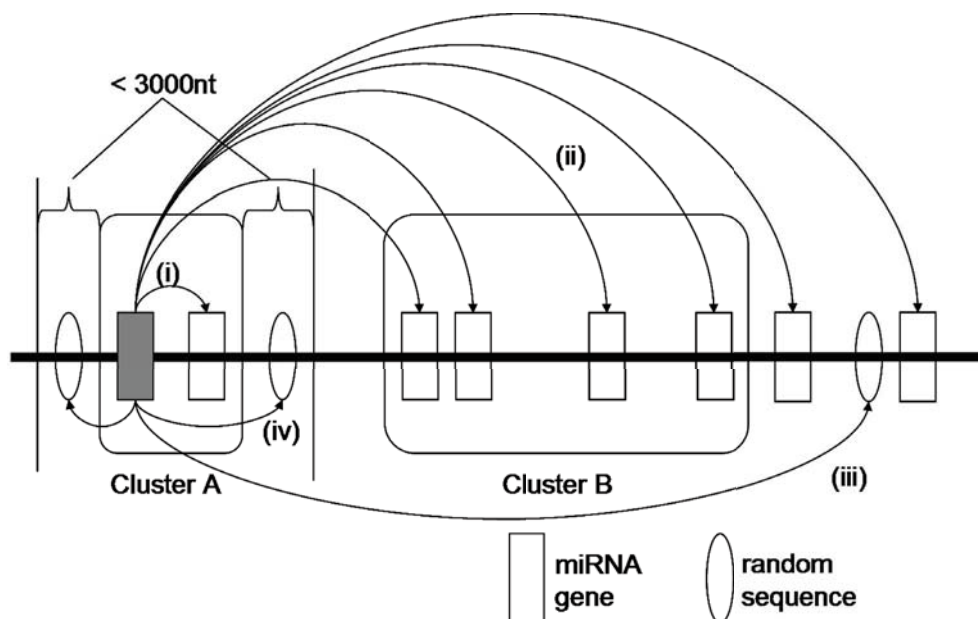 < 3000nt
(ii)
(i)
(iv)
Cluster A
Cluster B
(iii)
miRNA
gene
random
sequence